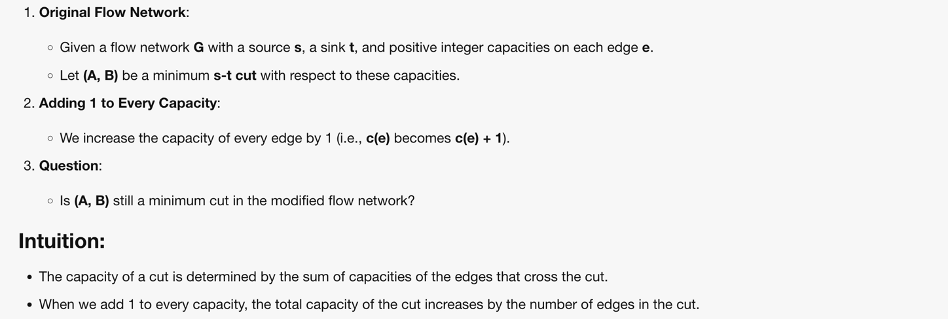 1. Original Flow Network:
◦ Given a flow network G with a source s, a sink t, and positive integer capacities on each edge e.
◦ Let (A, B) be a minimum s-t cut with respect to these capacities.
2. Adding 1 to Every Capacity:
◦ We increase the capacity of every edge by 1 (i.e., c(e) becomes c(e) + 1).
3. Question:
◦ Is (A, B) still a minimum cut in the modified flow network?
Intuition:
• The capacity of a cut is determined by the sum of capacities of the edges that cross the cut.
• When we add 1 to every capacity, the total capacity of the cut increases by the number of edges in the cut.